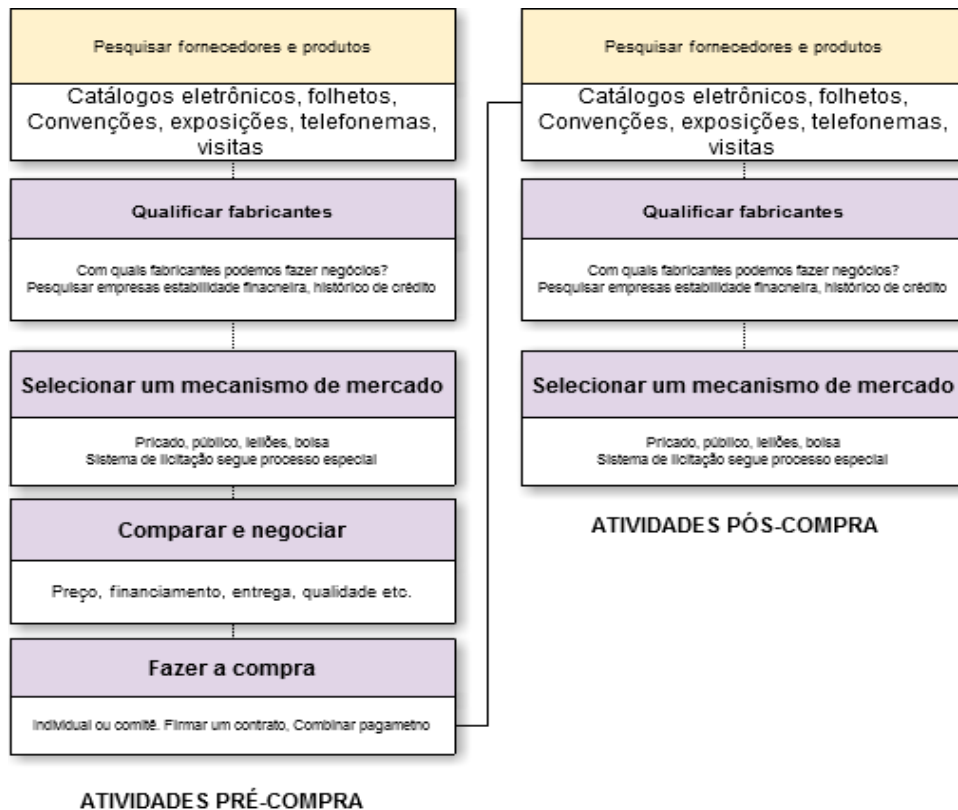 Pesquisar fornecedores e produtos
Catálogos eletrônicos, folhetos,
Convenções, exposições, telefonemas,
visitas
Qualificar fabricantes
Com quais fabricantes podemos fazer negócios?
Pesquisar empresas estabilidade finacneira, histórico de crédito
Selecionar um mecanismo de mercado
Pricado, público, leilões, bolsa
Sistema de licitação segue processo especial
Comparar e negociar
Preço, financiamento, entrega, qualidade etc.
Fazer a compra
Individual ou comitê. Firmar um contrato, Combinar pagametno
ATIVIDADES PRÉ-COMPRA
Pesquisar fornecedores e produtos
Catálogos eletrônicos, folhetos,
Convenções, exposições, telefonemas,
visitas
Qualificar fabricantes
Com quais fabricantes podemos fazer negócios?
Pesquisar empresas estabilidade finacneira, histórico de crédito
Selecionar um mecanismo de mercado
Pricado, público, leilões, bolsa
Sistema de licitação segue processo especial
ATIVIDADES PÓS-COMPRA